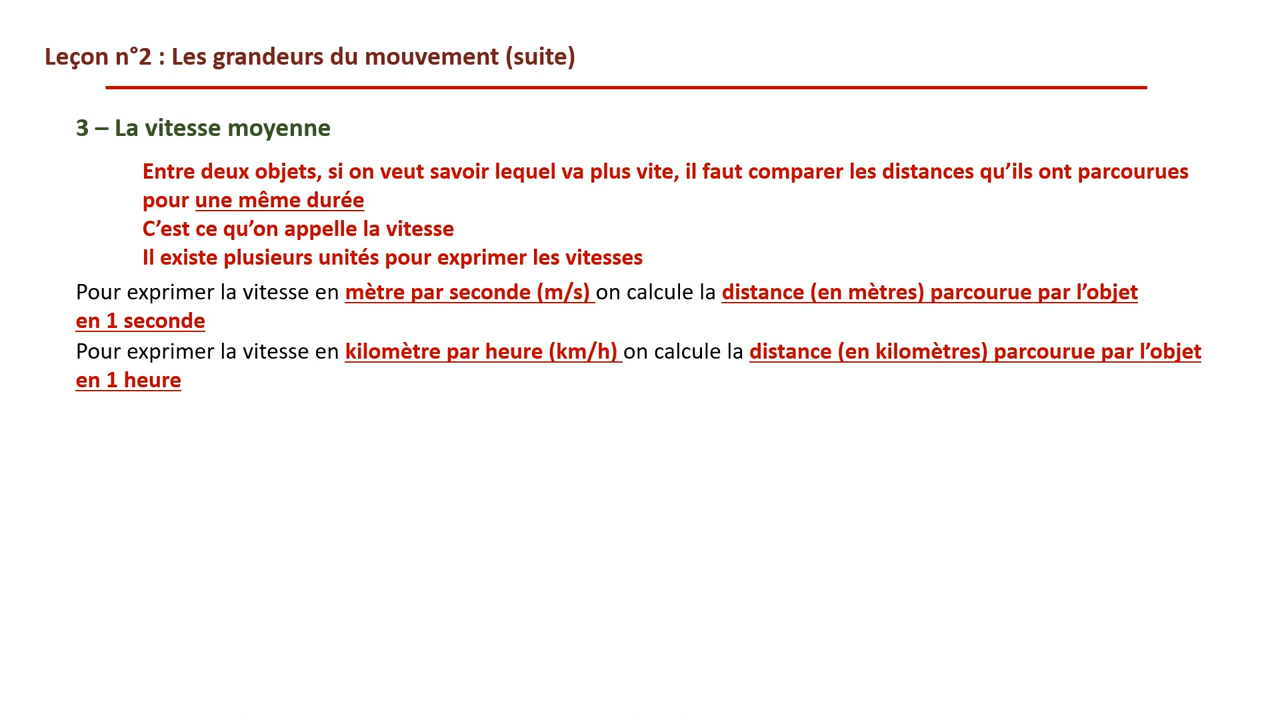 Leçon n°2 : Les grandeurs du mouvement (suite)
3 – La vitesse moyenne
Entre deux objets, si on veut savoir lequel va plus vite, il faut comparer les distances qu’ils ont parcourues
pour une même durée
C’est ce qu’on appelle la vitesse
Il existe plusieurs unités pour exprimer les vitesses
Pour exprimer la vitesse en mètre par seconde (m/s) on calcule la distance (en mètres) parcourue par l’objet
en 1 seconde
Pour exprimer la vitesse en kilomètre par heure (km/h) on calcule la distance (en kilomètres) parcourue par l’objet
en 1 heure